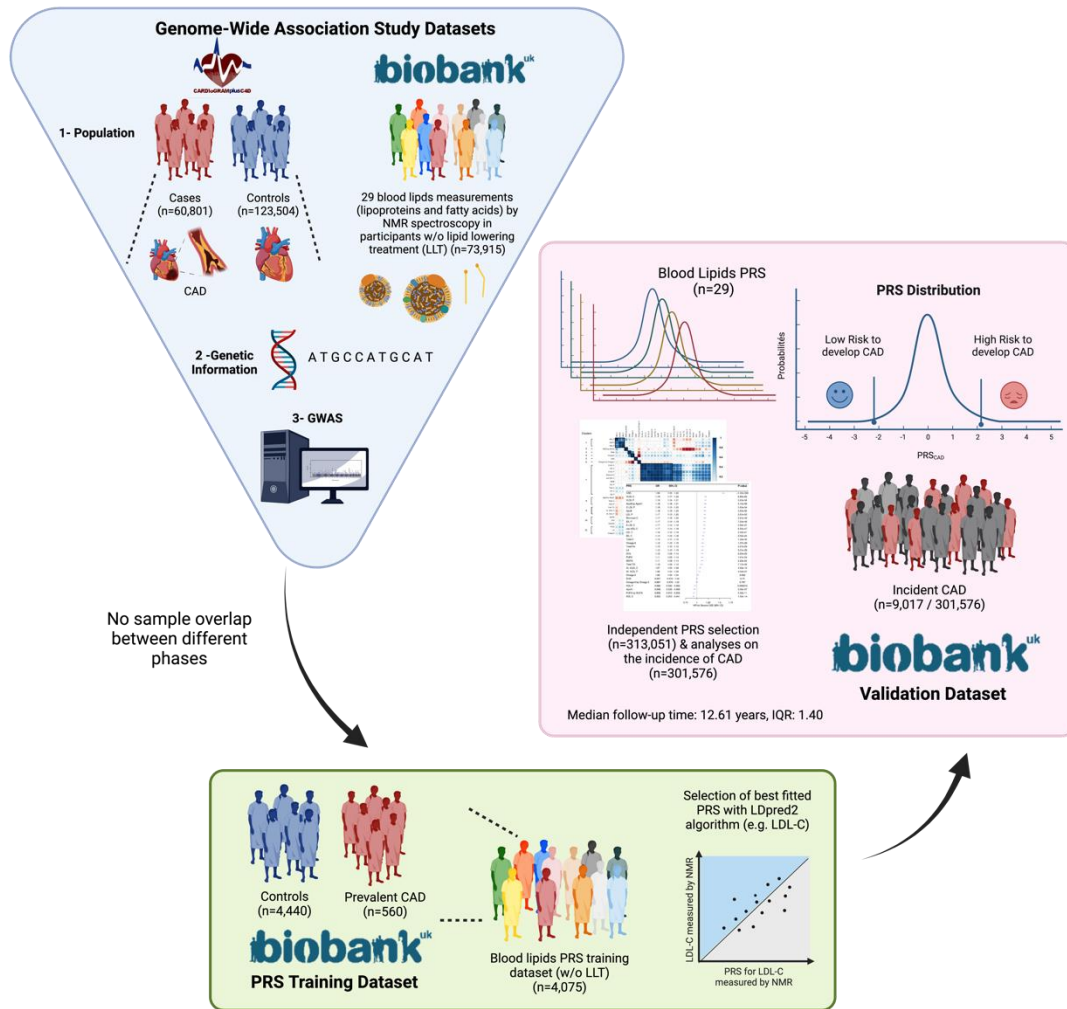 Genome-Wide Association Study Datasets
CARDIoGRAMplusC4D
biobank uk
1- Population
Cases
(n=60,801)
Controls
(n=123,504)
CAD
29 blood lipds measurements
(lipoproteins and fatty acids) by
NMR spectroscopy in
participants w/o lipid lowering
treatment (LLT) (n=73,915)
2 -Genetic
Information
A T G C C A T G C A T
3- GWAS
No sample overlap
between different
phases
Controls
(n=4,440)
Prevalent CAD
(n=560)
biobank uk
PRS Training Dataset
Blood lipids PRS training
dataset (w/o LLT)
(n=4,075)
Selection of best fitted
PRS with LDpred2
algorithm (e.g. LDL-C)
LDL-C measured by NMR
PRS for LDL-C
measured by NMR
Blood Lipids PRS
(n=29)
PRS Distribution
Probabilités
Low Risk to
develop CAD
High Risk to
develop CAD
-5 -4 -3 -2 -1 0 1 2 3 4 5
PRSCAD
Independent PRS selection
(n=313,051) & analyses on
the incidence of CAD
(n=301,576)
Incident CAD
(n=9,017 / 301,576)
biobank uk
Validation Dataset
Median follow-up time: 12.61 years, IQR: 1.40